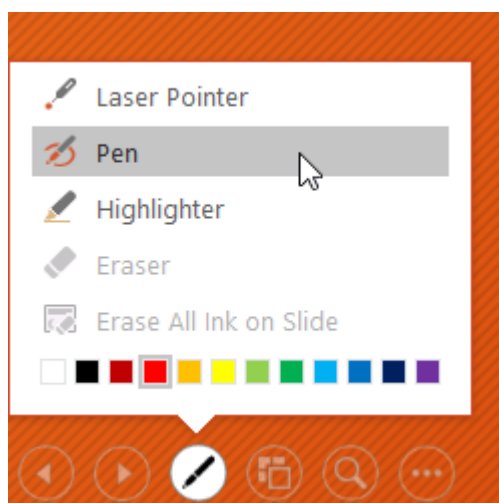 Laser Pointer
Pen
Highlighter
Eraser
Erase All Ink on Slide